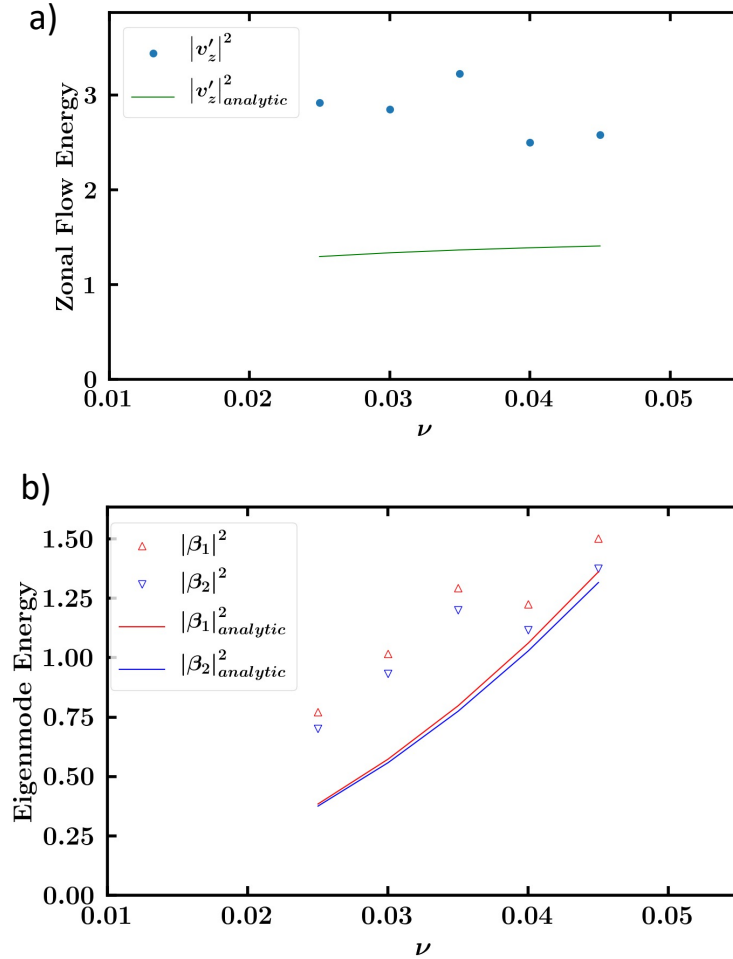 a)
|v′z|²
|v′z|²analytic
Zonal Flow Energy
3
2
1
0
0.01 0.02 0.03 0.04 0.05
ν
b)
|β1|²
|β2|²
|β1|²analytic
|β2|²analytic
Eigenmode Energy
1.50
1.25
1.00
0.75
0.50
0.25
0.00
0.01 0.02 0.03 0.04 0.05
ν